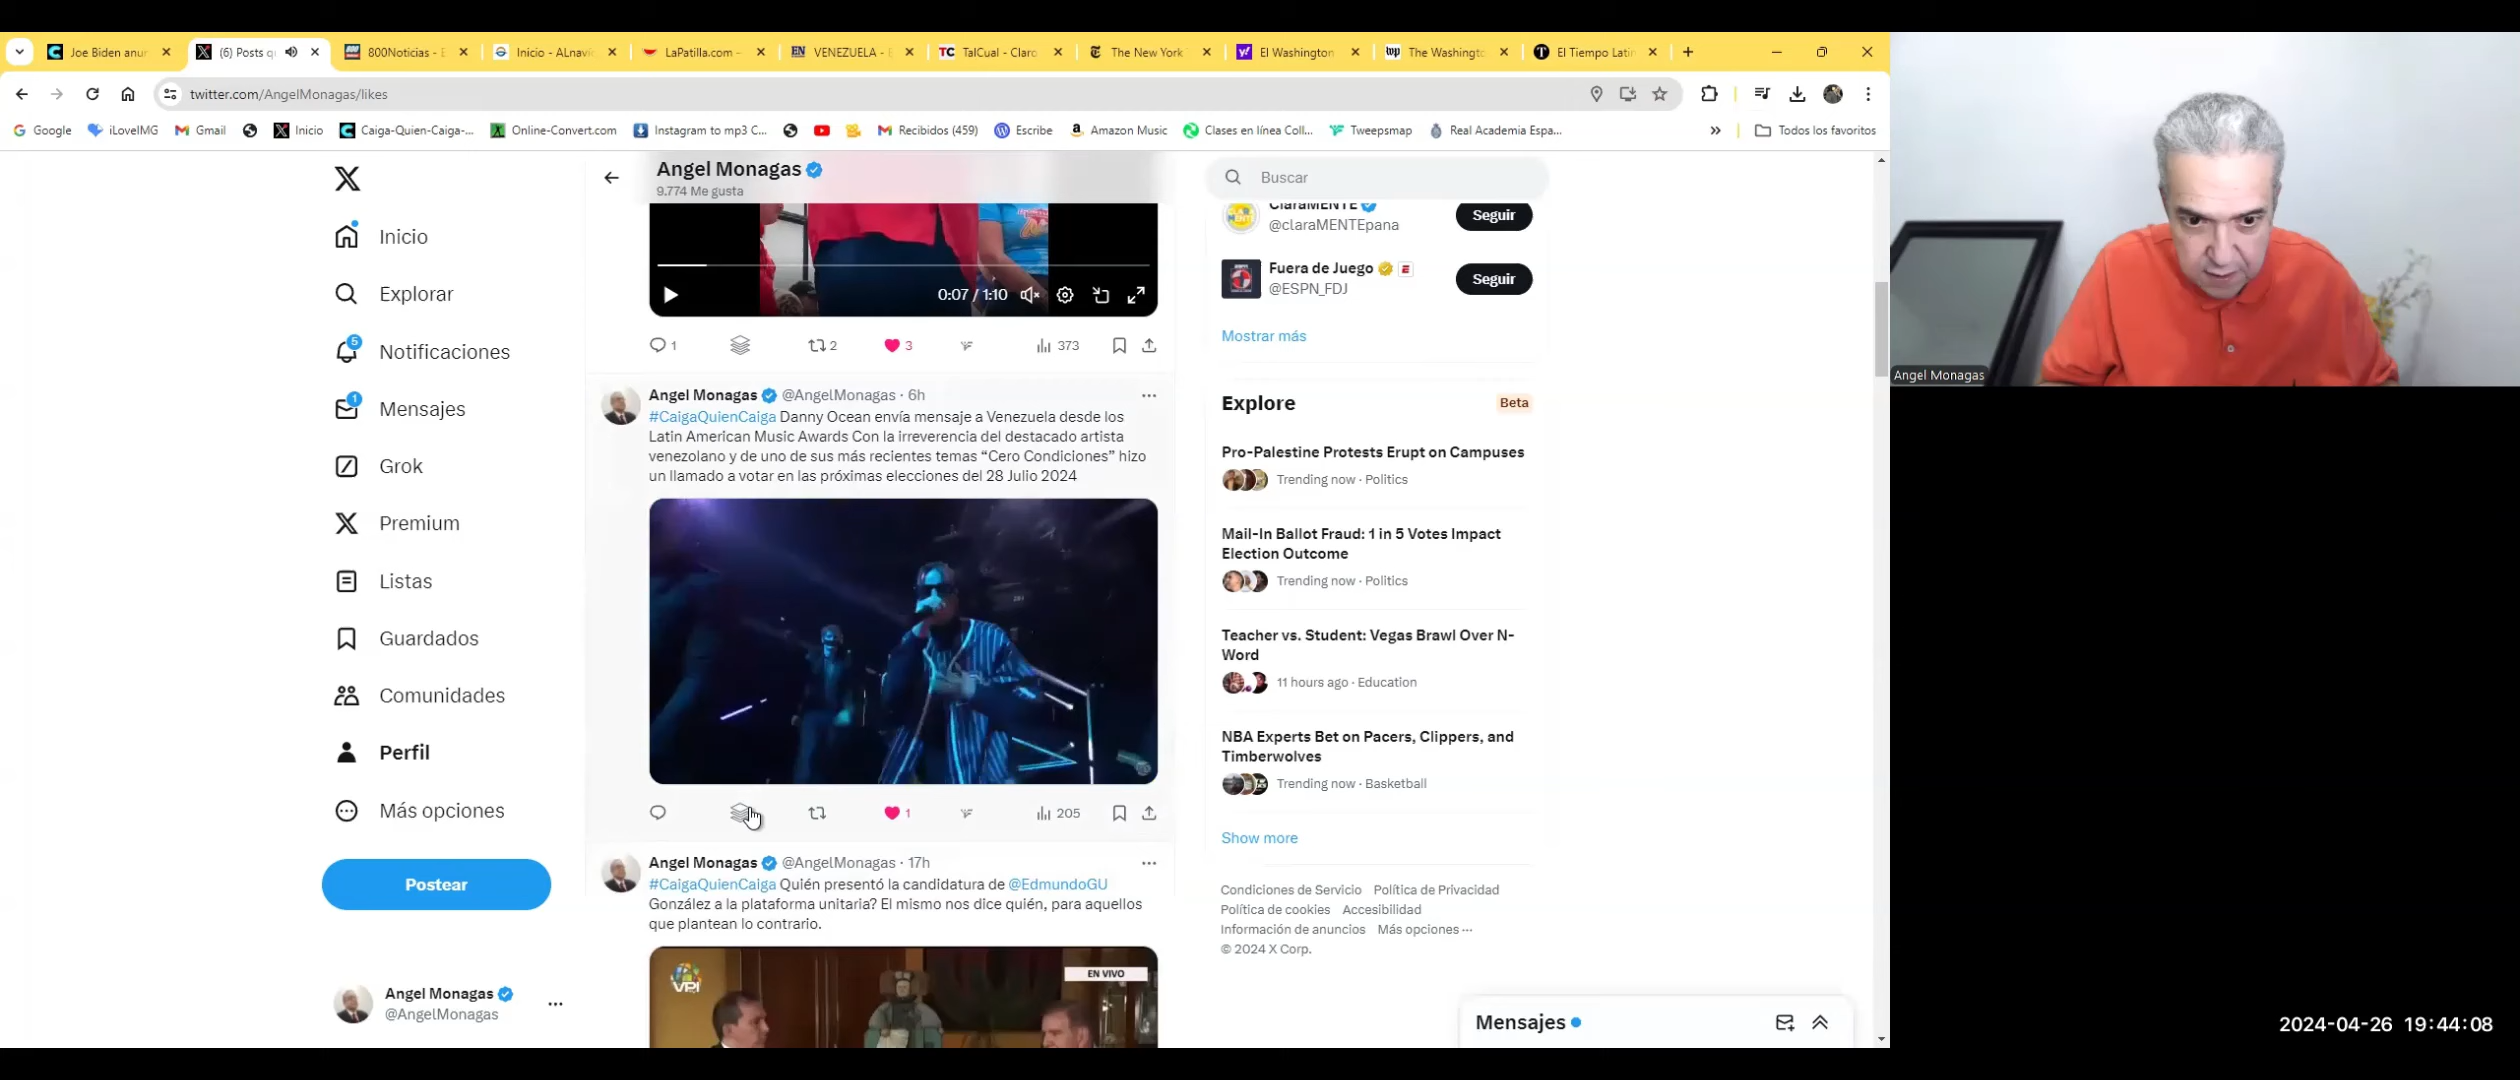 Joe Biden anu
(6) Posts q
800Noticias - E
Inicio - ALnaví
LaPatilla.com -
VENEZUELA - E
TalCual - Claro
The New York
El Washington
The Washingto
El Tiempo Lati
twitter.com/AngelMonagas/likes
Google
iLoveIMG
Gmail
Inicio
Caiga-Quien-Caiga-...
Online-Convert.com
Instagram to mp3 C...
Recibidos (459)
Escribe
Amazon Music
Clases en línea Coll...
Tweepsmap
Real Academia Espa...
Todos los favoritos
Inicio
Explorar
5
Notificaciones
1
Mensajes
Grok
Premium
Listas
Guardados
Comunidades
Perfil
Más opciones
Postear
Angel Monagas
@AngelMonagas
Angel Monagas
9.774 Me gusta
0:07 / 1:10
1
2
3
373
Angel Monagas @AngelMonagas · 6h
#CaigaQuienCaiga Danny Ocean envía mensaje a Venezuela desde los
Latin American Music Awards Con la irreverencia del destacado artista
venezolano y de uno de sus más recientes temas “Cero Condiciones” hizo
un llamado a votar en las próximas elecciones del 28 Julio 2024
1
205
Angel Monagas @AngelMonagas · 17h
#CaigaQuienCaiga Quién presentó la candidatura de @EdmundoGU
González a la plataforma unitaria? El mismo nos dice quién, para aquellos
que plantean lo contrario.
VPI
EN VIVO
Buscar
ClaraMENTE
@claraMENTEpana
Seguir
Fuera de Juego
@ESPN_FDJ
Seguir
Mostrar más
Explore
Beta
Pro-Palestine Protests Erupt on Campuses
Trending now · Politics
Mail-In Ballot Fraud: 1 in 5 Votes Impact
Election Outcome
Trending now · Politics
Teacher vs. Student: Vegas Brawl Over N-
Word
11 hours ago · Education
NBA Experts Bet on Pacers, Clippers, and
Timberwolves
Trending now · Basketball
Show more
Condiciones de Servicio Política de Privacidad
Política de cookies Accesibilidad
Información de anuncios Más opciones ...
© 2024 X Corp.
Mensajes
Angel Monagas
2024-04-26 19:44:08